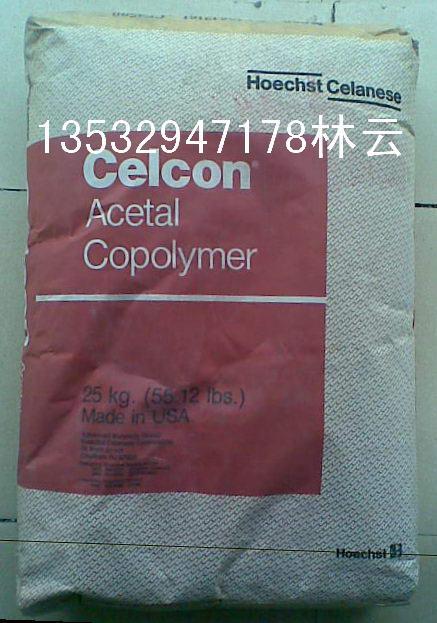 Hoechst Celanese
13532949178林云
Celcon®
Acetal
Copolymer
25 kg. (55.12 lbs.)
Made in USA
Hoechst